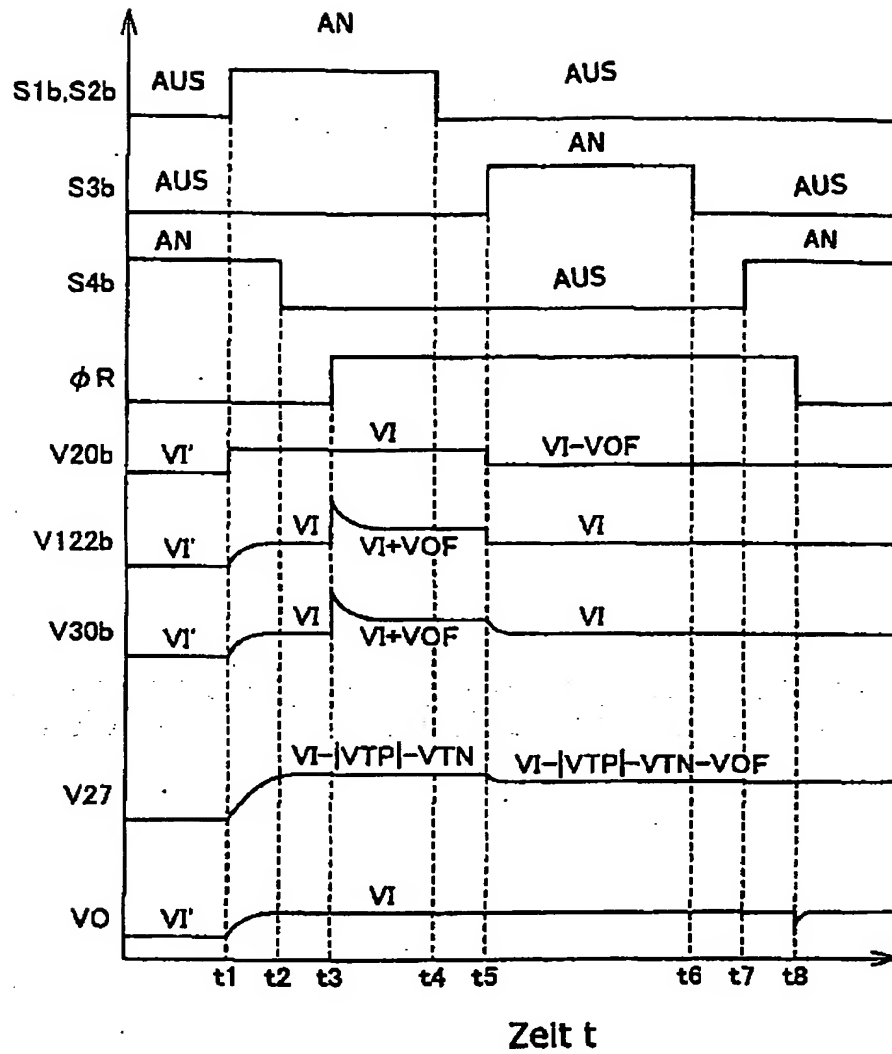 AN
S1b,S2b AUS AUS
AN
S3b AUS AUS
AN AN
S4b AUS
φR
V20b VI' VI VI-VOF
V122b VI' VI VI+VOF VI
V30b VI' VI VI+VOF VI
V27 VI-|VTP|-VTN VI-|VTP|-VTN-VOF
VO VI' VI
t1 t2 t3 t4 t5 t6 t7 t8
Zeit t